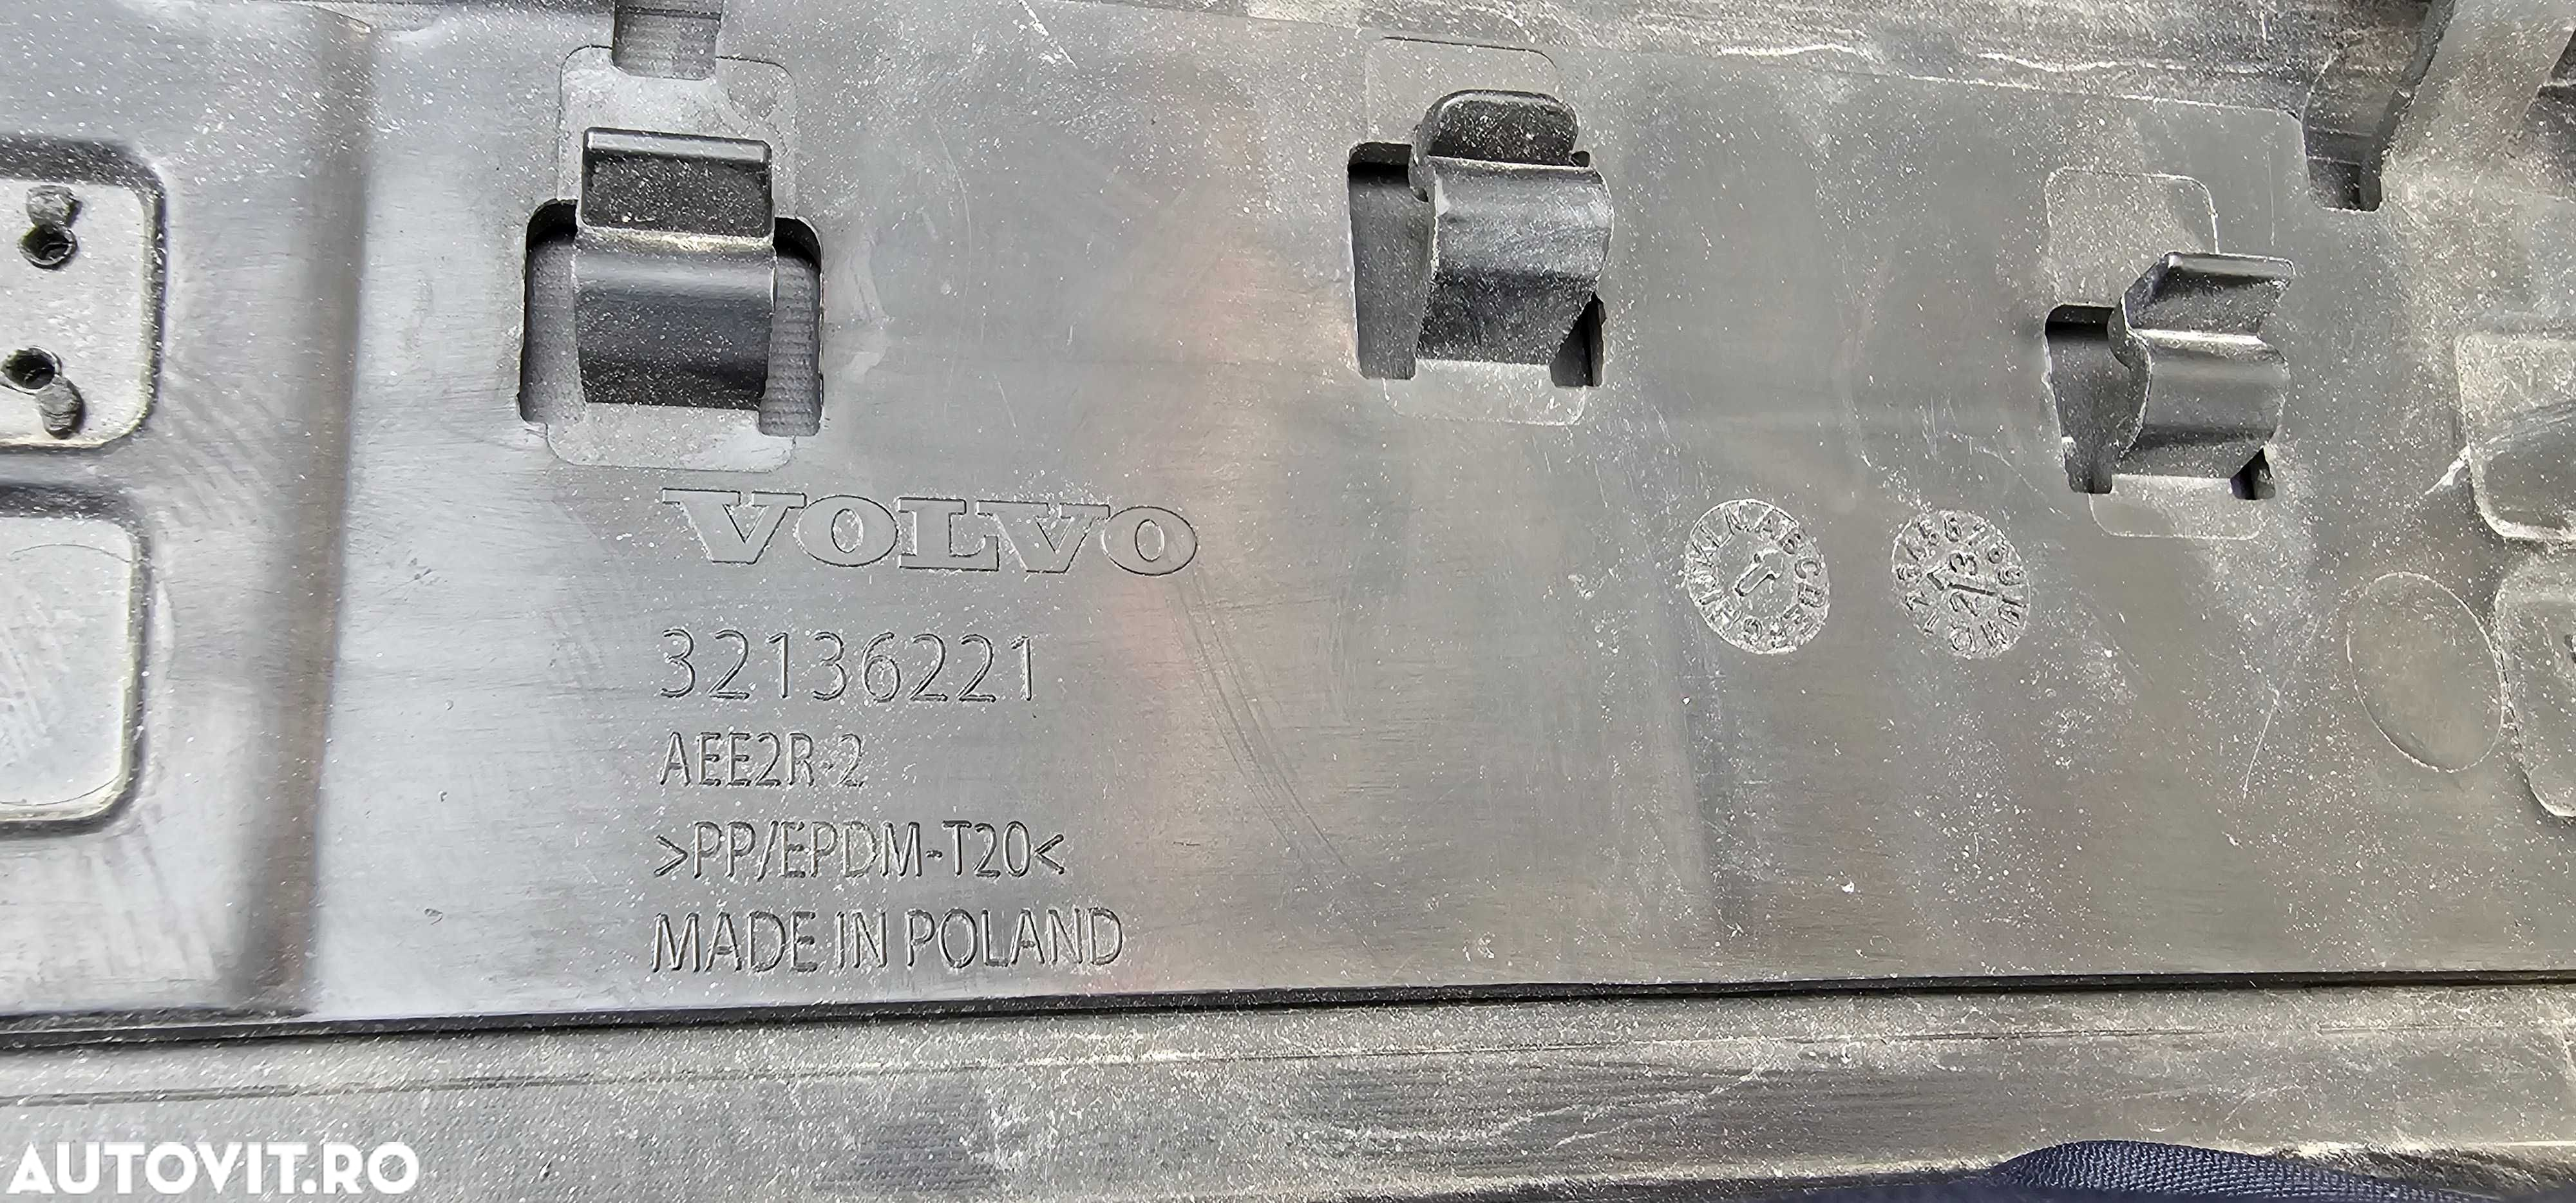 VOLVO
32136221
AEE2R-2
>PP/EPDM-T20<
MADE IN POLAND
AUTOVIT.RO